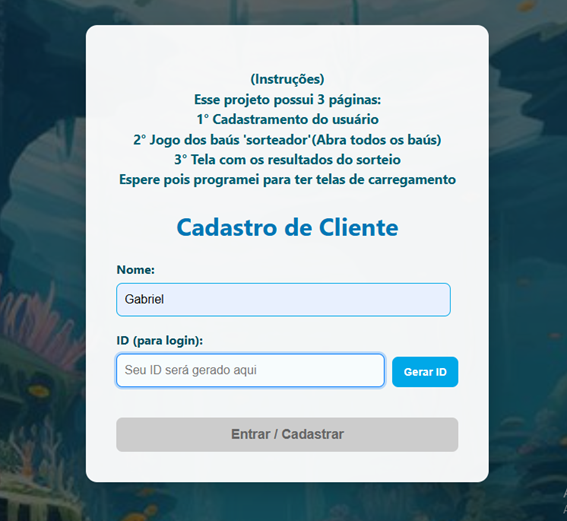 (Instruções)
Esse projeto possui 3 páginas:
1° Cadastramento do usuário
2° Jogo dos baús 'sorteador'(Abra todos os baús)
3° Tela com os resultados do sorteio
Espere pois programei para ter telas de carregamento
Cadastro de Cliente
Nome:
Gabriel
ID (para login):
Seu ID será gerado aqui
Gerar ID
Entrar / Cadastrar